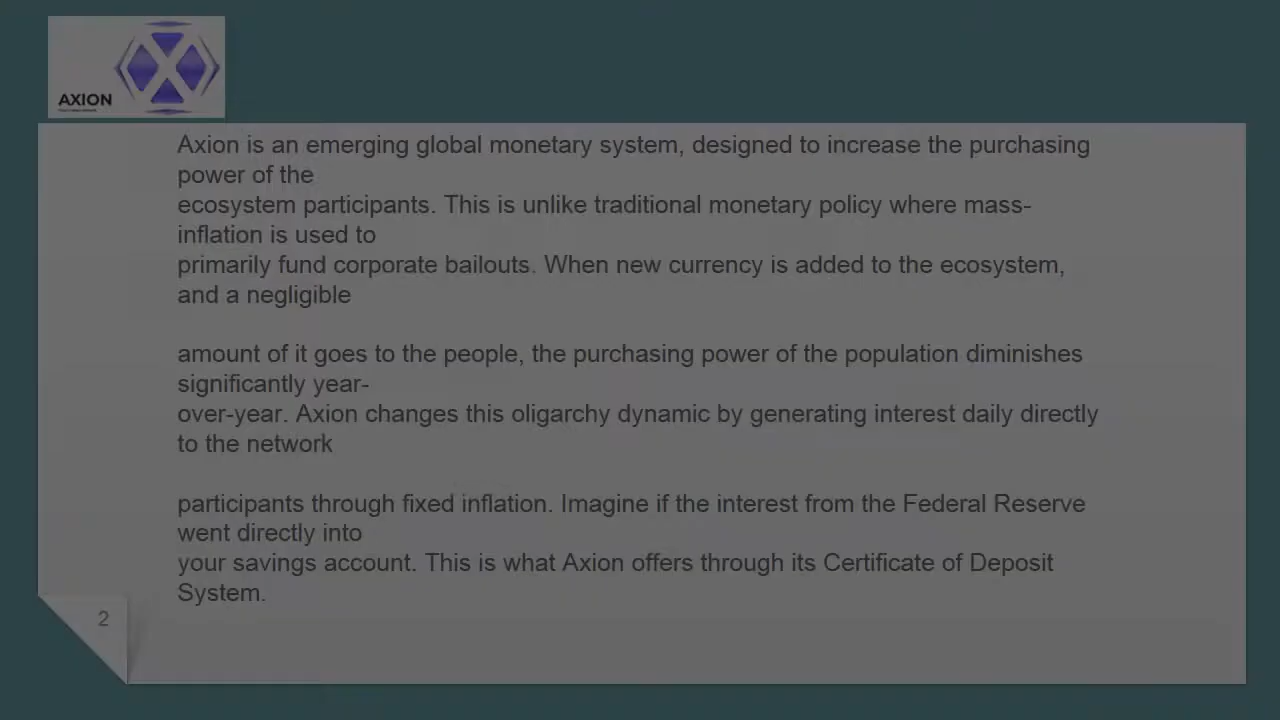 AXION
Axion is an emerging global monetary system, designed to increase the purchasing
power of the
ecosystem participants. This is unlike traditional monetary policy where mass-
inflation is used to
primarily fund corporate bailouts. When new currency is added to the ecosystem,
and a negligible
amount of it goes to the people, the purchasing power of the population diminishes
significantly year-
over-year. Axion changes this oligarchy dynamic by generating interest daily directly
to the network
participants through fixed inflation. Imagine if the interest from the Federal Reserve
went directly into
your savings account. This is what Axion offers through its Certificate of Deposit
System.
2